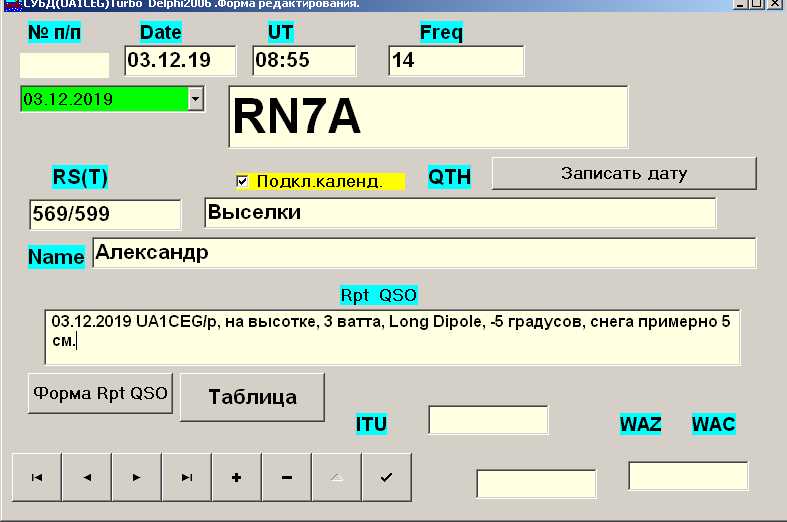 СУБД(UA1CEG)Turbo Delphi2006 .Форма редактирования.
№ п/п Date UT Freq
03.12.19 08:55 14
03.12.2019
RN7A
RS(T) Подкл.календ. QTH Записать дату
569/599 Выселки
Name Александр
Rpt QSO
03.12.2019 UA1CEG/p, на высотке, 3 ватта, Long Dipole, -5 градусов, снега примерно 5
см.
Форма Rpt QSO Таблица
ITU WAZ WAC